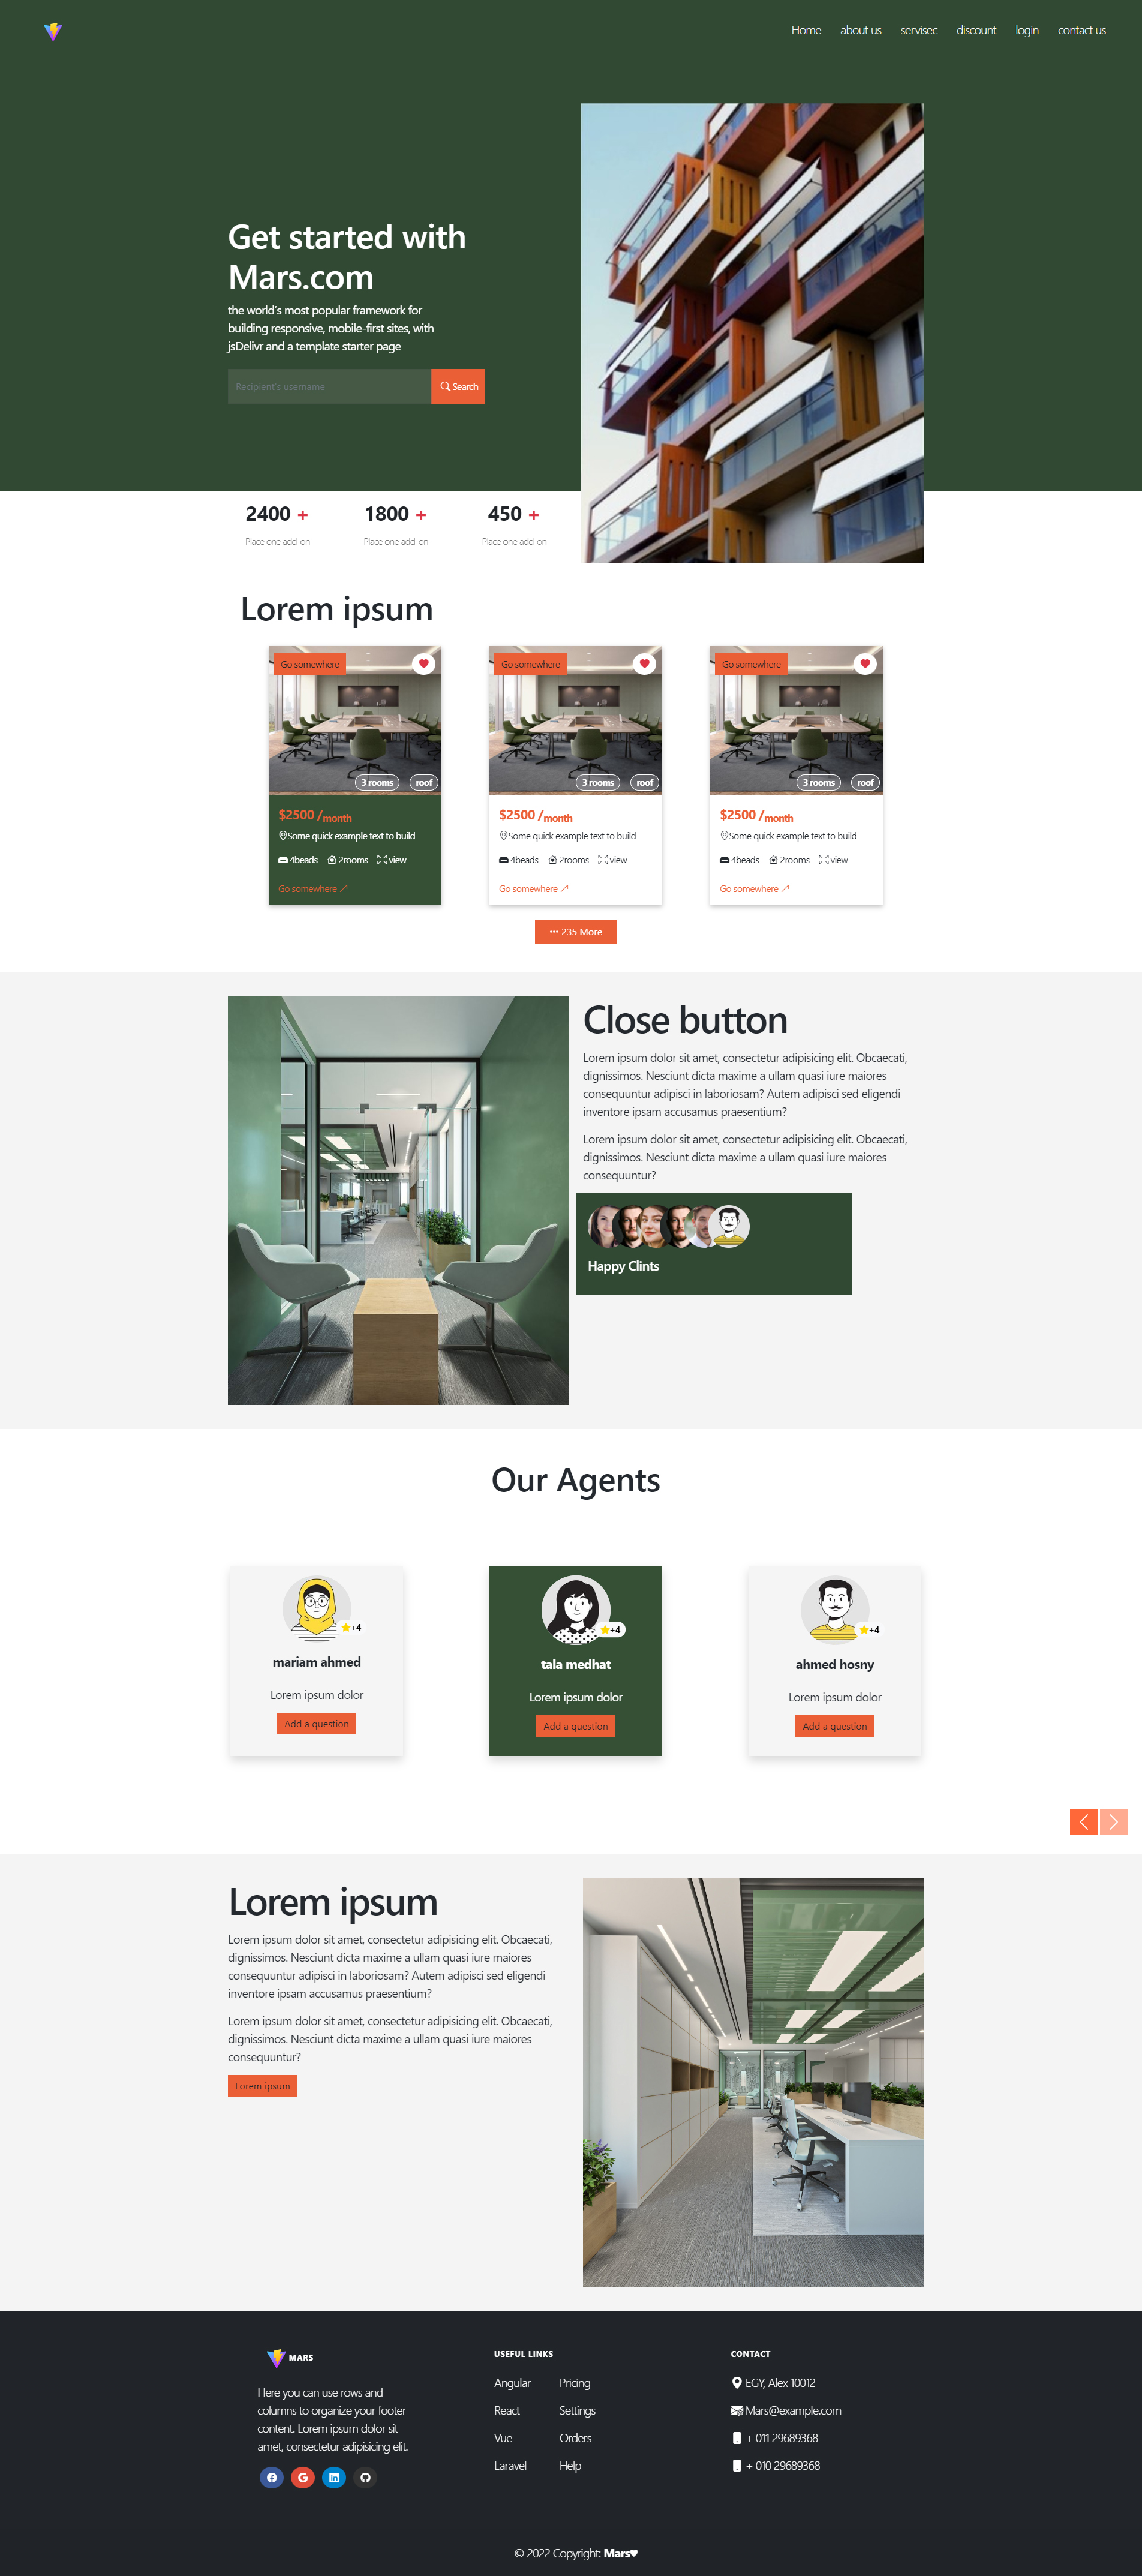 Home about us servisec discount login contact us
Get started with
Mars.com
the world's most popular framework for
building responsive, mobile-first sites, with
jsDelivr and a template starter page
Recipient's username
Search
2400 + 1800 + 450 +
Place one add-on Place one add-on Place one add-on
Lorem ipsum
Go somewhere Go somewhere Go somewhere
3 rooms roof 3 rooms roof 3 rooms roof
$2500 /month $2500 /month $2500 /month
Some quick example text to build Some quick example text to build Some quick example text to build
4beads 2rooms view 4beads 2rooms view 4beads 2rooms view
Go somewhere Go somewhere Go somewhere
··· 235 More
Close button
Lorem ipsum dolor sit amet, consectetur adipisicing elit. Obcaecati,
dignissimos. Nesciunt dicta maxime a ullam quasi iure maiores
consequuntur adipisci in laboriosam? Autem adipisci sed eligendi
inventore ipsam accusamus praesentium?
Lorem ipsum dolor sit amet, consectetur adipisicing elit. Obcaecati,
dignissimos. Nesciunt dicta maxime a ullam quasi iure maiores
consequuntur?
Happy Clints
Our Agents
+4 +4 +4
mariam ahmed tala medhat ahmed hosny
Lorem ipsum dolor Lorem ipsum dolor Lorem ipsum dolor
Add a question Add a question Add a question
Lorem ipsum
Lorem ipsum dolor sit amet, consectetur adipisicing elit. Obcaecati,
dignissimos. Nesciunt dicta maxime a ullam quasi iure maiores
consequuntur adipisci in laboriosam? Autem adipisci sed eligendi
inventore ipsam accusamus praesentium?
Lorem ipsum dolor sit amet, consectetur adipisicing elit. Obcaecati,
dignissimos. Nesciunt dicta maxime a ullam quasi iure maiores
consequuntur?
Lorem ipsum
MARS
Here you can use rows and
columns to organize your footer
content. Lorem ipsum dolor sit
amet, consectetur adipisicing elit.
USEFUL LINKS
Angular Pricing
React Settings
Vue Orders
Laravel Help
CONTACT
EGY, Alex 10012
Mars@example.com
+ 011 29689368
+ 010 29689368
© 2022 Copyright: Mars♥